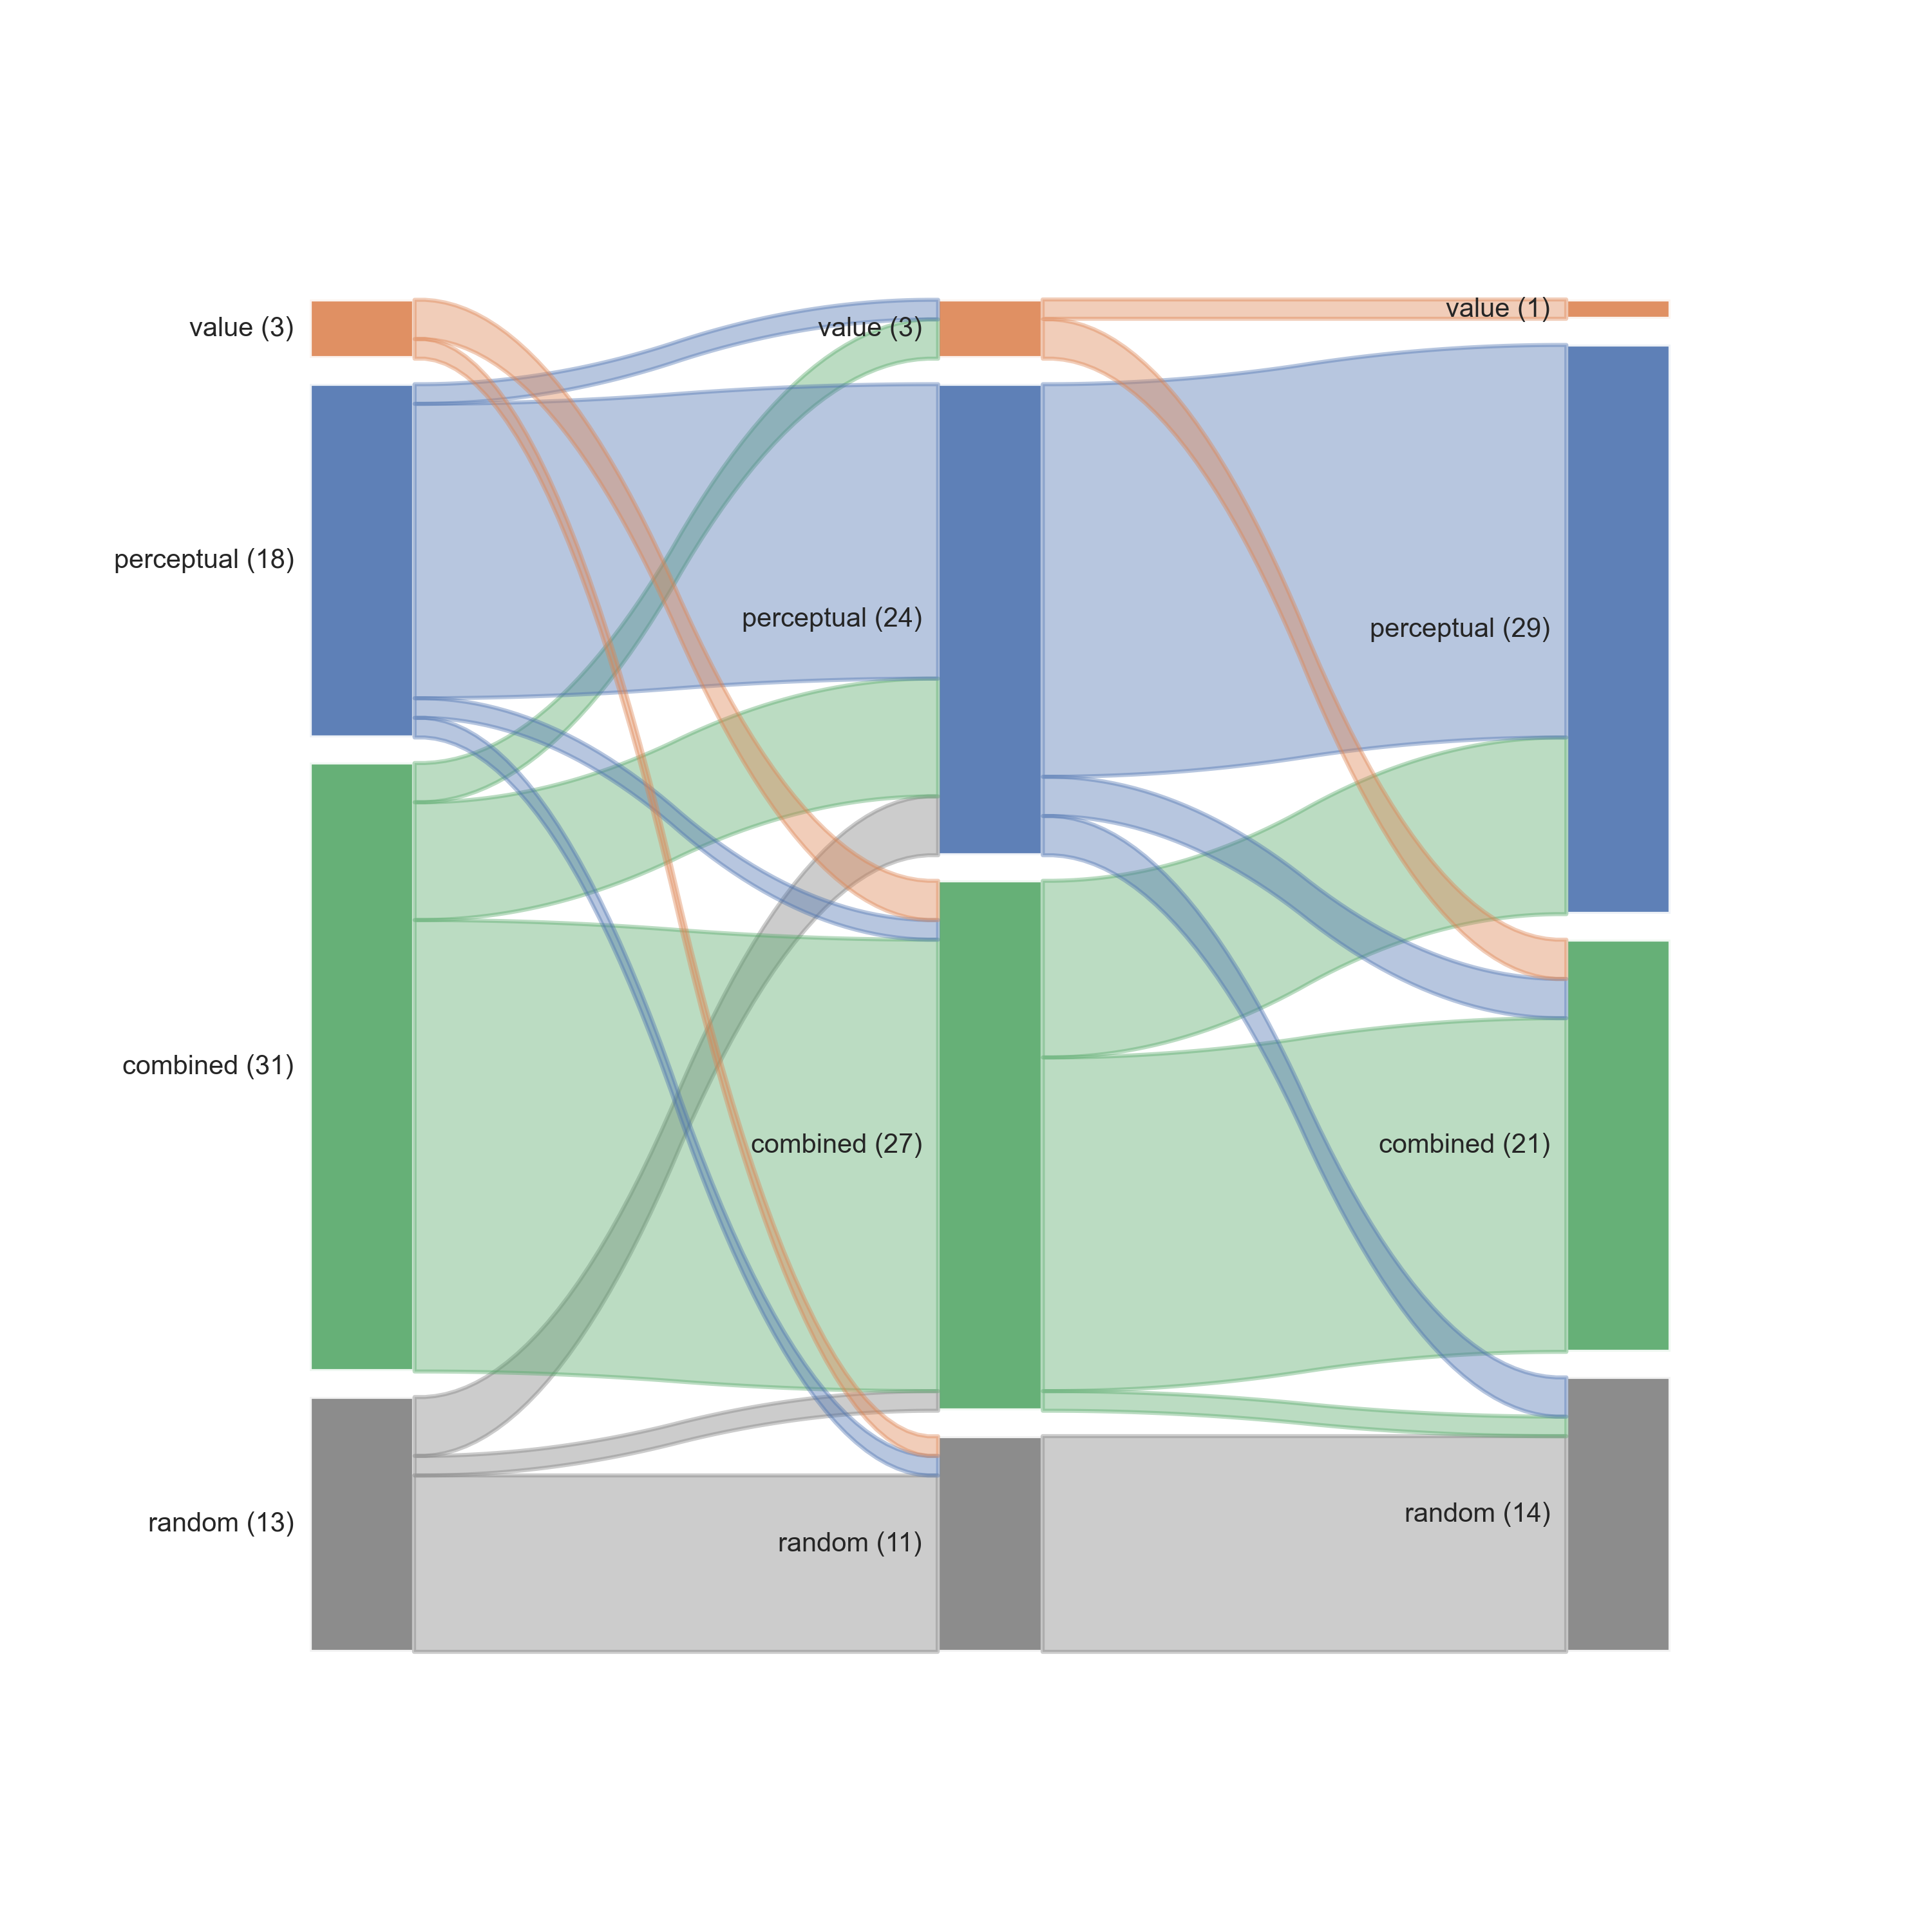 value (3)
perceptual (18)
combined (31)
random (13)
value (3)
perceptual (24)
combined (27)
random (11)
value (1)
perceptual (29)
combined (21)
random (14)